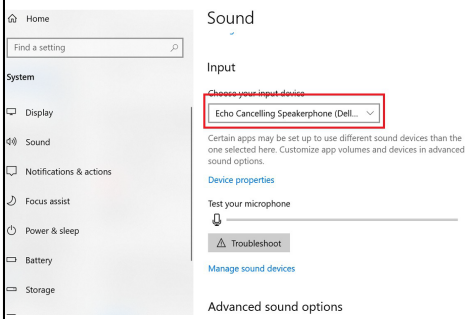 Home
Find a setting
System
Display
Sound
Notifications & actions
Focus assist
Power & sleep
Battery
Storage
Sound
Input
Choose your input device
Echo Cancelling Speakerphone (Dell...
Certain apps may be set up to use different sound devices than the
one selected here. Customize app volumes and devices in advanced
sound options.
Device properties
Test your microphone
Troubleshoot
Manage sound devices
Advanced sound options